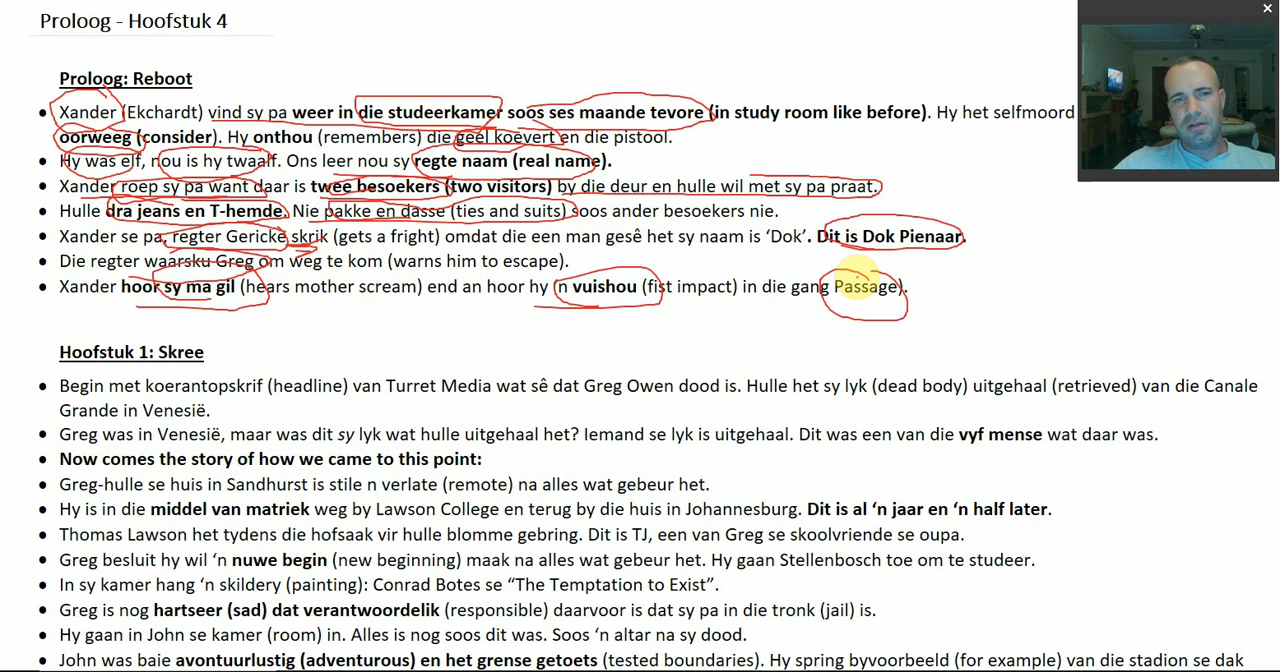 Proloog - Hoofstuk 4
Proloog: Reboot
Xander (Ekchardt) vind sy pa weer in die studeerkamer soos ses maande tevore (in study room like before). Hy het selfmoord
oorweeg (consider). Hy onthou (remembers) die geel koevert en die pistool.
Hy was elf, nou is hy twaalf. Ons leer nou sy regte naam (real name).
Xander roep sy pa want daar is twee besoekers (two visitors) by die deur en hulle wil met sy pa praat.
Hulle dra jeans en T-hemde. Nie pakke en dasse (ties and suits) soos ander besoekers nie.
Xander se pa, regter Gericke skrik (gets a fright) omdat die een man gesê het sy naam is ‘Dok’. Dit is Dok Pienaar.
Die regter waarsku Greg om weg te kom (warns him to escape).
Xander hoor sy ma gil (hears mother scream) end an hoor hy ‘n vuishou (fist impact) in die gang Passage).
Hoofstuk 1: Skree
Begin met koerantopskrif (headline) van Turret Media wat sê dat Greg Owen dood is. Hulle het sy lyk (dead body) uitgehaal (retrieved) van die Canale
Grande in Venesië.
Greg was in Venesië, maar was dit sy lyk wat hulle uitgehaal het? Iemand se lyk is uitgehaal. Dit was een van die vyf mense wat daar was.
Now comes the story of how we came to this point:
Greg-hulle se huis in Sandhurst is stile n verlate (remote) na alles wat gebeur het.
Hy is in die middel van matriek weg by Lawson College en terug by die huis in Johannesburg. Dit is al ‘n jaar en ‘n half later.
Thomas Lawson het tydens die hofsaak vir hulle blomme gebring. Dit is TJ, een van Greg se skoolvriende se oupa.
Greg besluit hy wil ‘n nuwe begin (new beginning) maak na alles wat gebeur het. Hy gaan Stellenbosch toe om te studeer.
In sy kamer hang ‘n skildery (painting): Conrad Botes se “The Temptation to Exist”.
Greg is nog hartseer (sad) dat verantwoordelik (responsible) daarvoor is dat sy pa in die tronk (jail) is.
Hy gaan in John se kamer (room) in. Alles is nog soos dit was. Soos ‘n altar na sy dood.
John was baie avontuurlustig (adventurous) en het grense getoets (tested boundaries). Hy spring byvoorbeeld (for example) van die stadion se dak